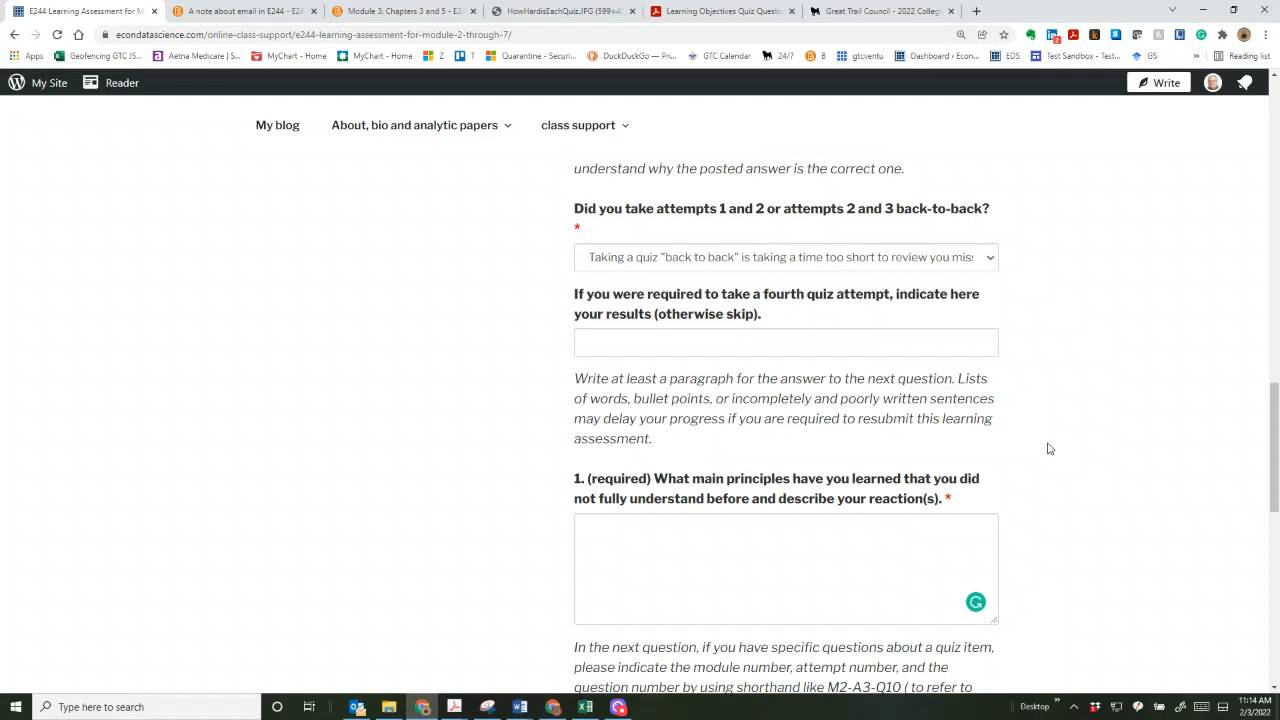 E244 Learning Assessment for M
A note about email in E244 - E24
Module 3: Chapters 3 and 5 - E2
HowHardisEachQuiz.JPG (599×4
Learning Objectives Quiz Questi
Great Trail Council - 2022 Colleg
econdatascience.com/online-class-support/e244-learning-assessment-for-module-2-through-7/
Apps
Geofencing GTC JS...
Aetna Medicare | S...
MyChart - Home
MyChart - Home
Z
T
Quarantine - Securi...
DuckDuckGo — Pri...
GTC Calendar
24/7
B
gtcventu
Dashboard ‹ Econ...
EDS
Test Sandbox - Test...
GS
»
Reading list
My Site
Reader
Write
My blog
About, bio and analytic papers
class support
understand why the posted answer is the correct one.
Did you take attempts 1 and 2 or attempts 2 and 3 back-to-back?
*
Taking a quiz "back to back" is taking a time too short to review you mis
If you were required to take a fourth quiz attempt, indicate here
your results (otherwise skip).
Write at least a paragraph for the answer to the next question. Lists
of words, bullet points, or incompletely and poorly written sentences
may delay your progress if you are required to resubmit this learning
assessment.
1. (required) What main principles have you learned that you did
not fully understand before and describe your reaction(s). *
In the next question, if you have specific questions about a quiz item,
please indicate the module number, attempt number, and the
question number by using shorthand like M2-A3-Q10 ( to refer to
Type here to search
Desktop
»
11:14 AM
2/3/2022